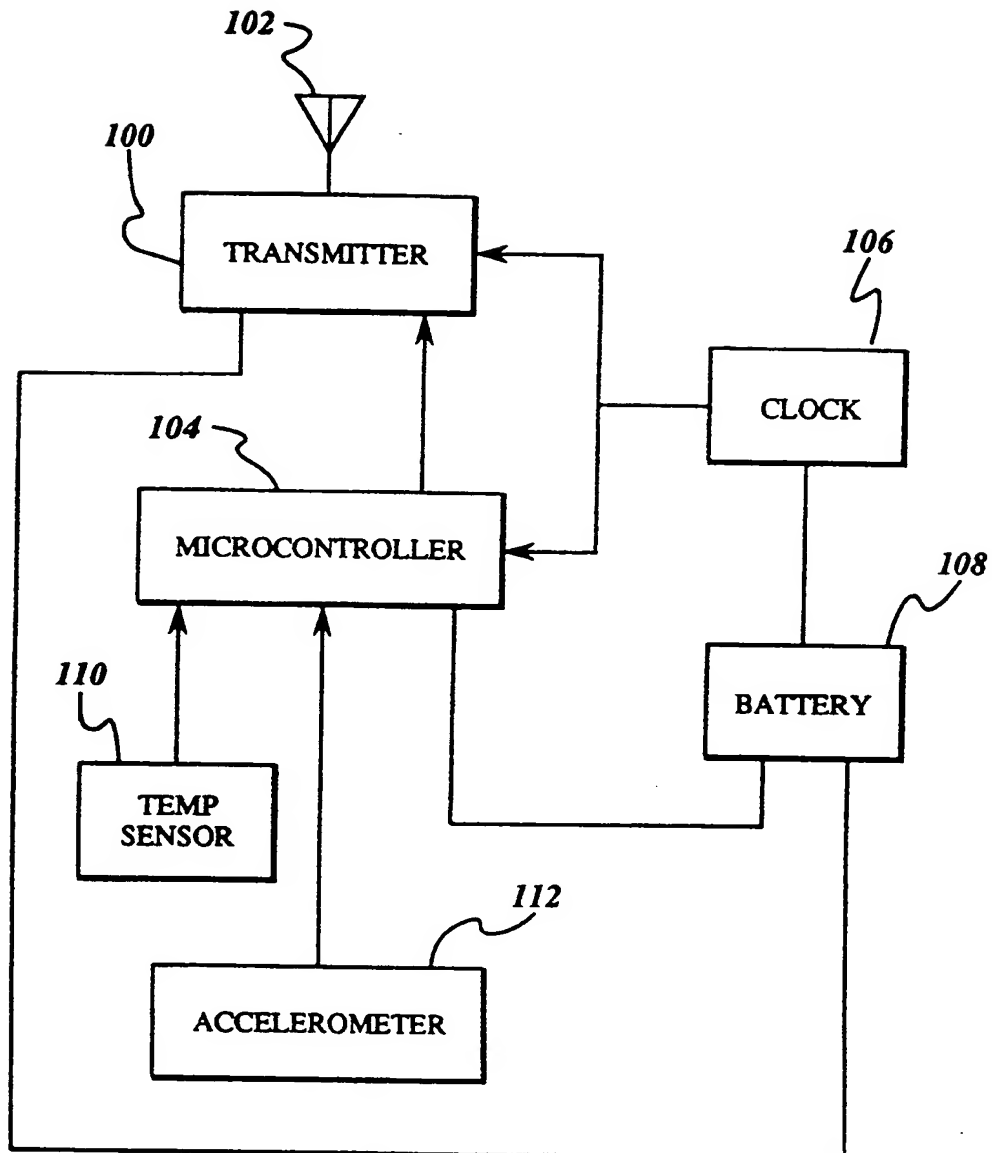 102
100
TRANSMITTER
106
CLOCK
104
MICROCONTROLLER
108
BATTERY
110
TEMP
SENSOR
112
ACCELEROMETER